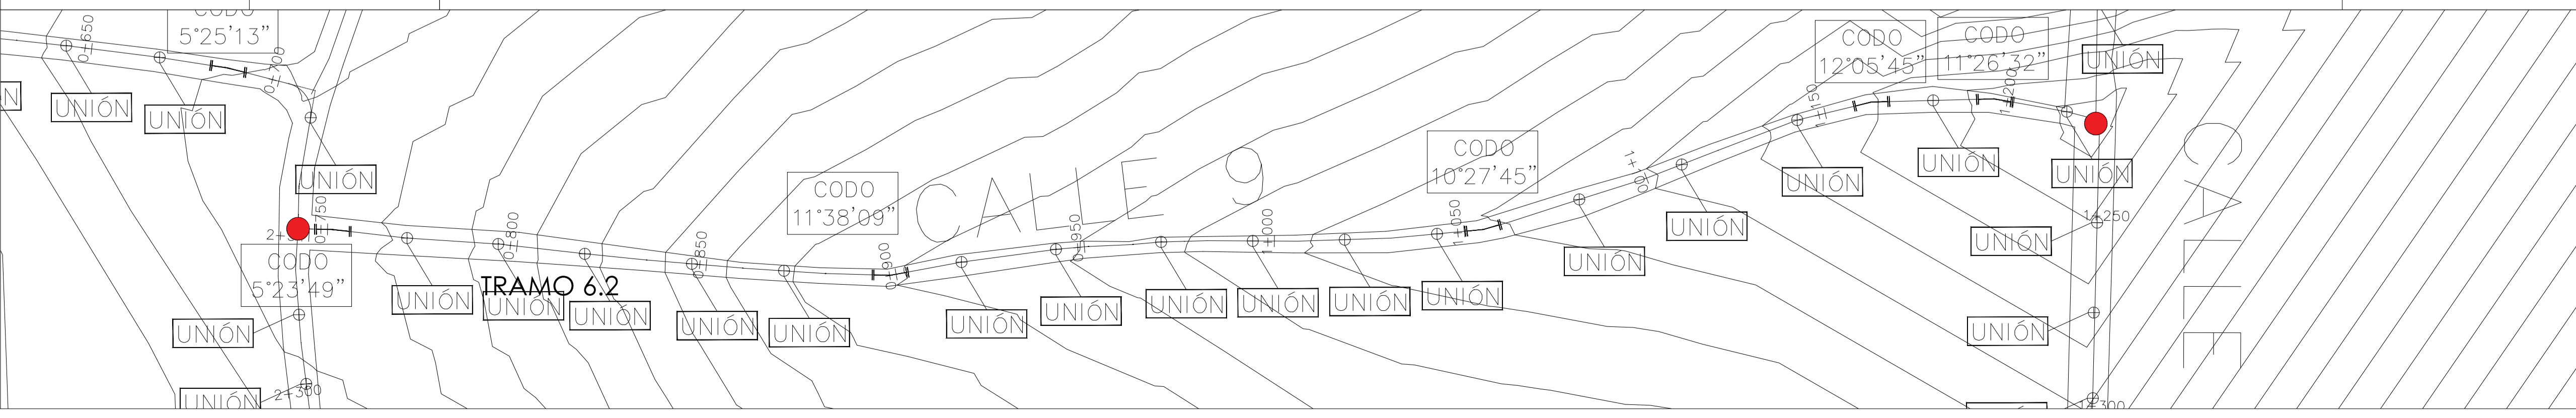 CODO
5°25'13"
0=650
0=700
UNIÓN
UNIÓN
UNIÓN
0=750
CODO
5°23'49"
UNIÓN
UNIÓN
2+300
UNIÓN
0=800
TRAMO 6.2
UNIÓN
UNIÓN
0=850
UNIÓN
UNIÓN
CODO
11°38'09"
0=900
CALLE 9
UNIÓN
0=950
UNIÓN
UNIÓN
1=000
UNIÓN
UNIÓN
1=050
UNIÓN
CODO
10°27'45"
UNIÓN
1+100
UNIÓN
1=150
UNIÓN
CODO
12°05'45"
CODO
11°26'32"
1=200
UNIÓN
UNIÓN
UNIÓN
1+250
UNIÓN
UNIÓN
1+300